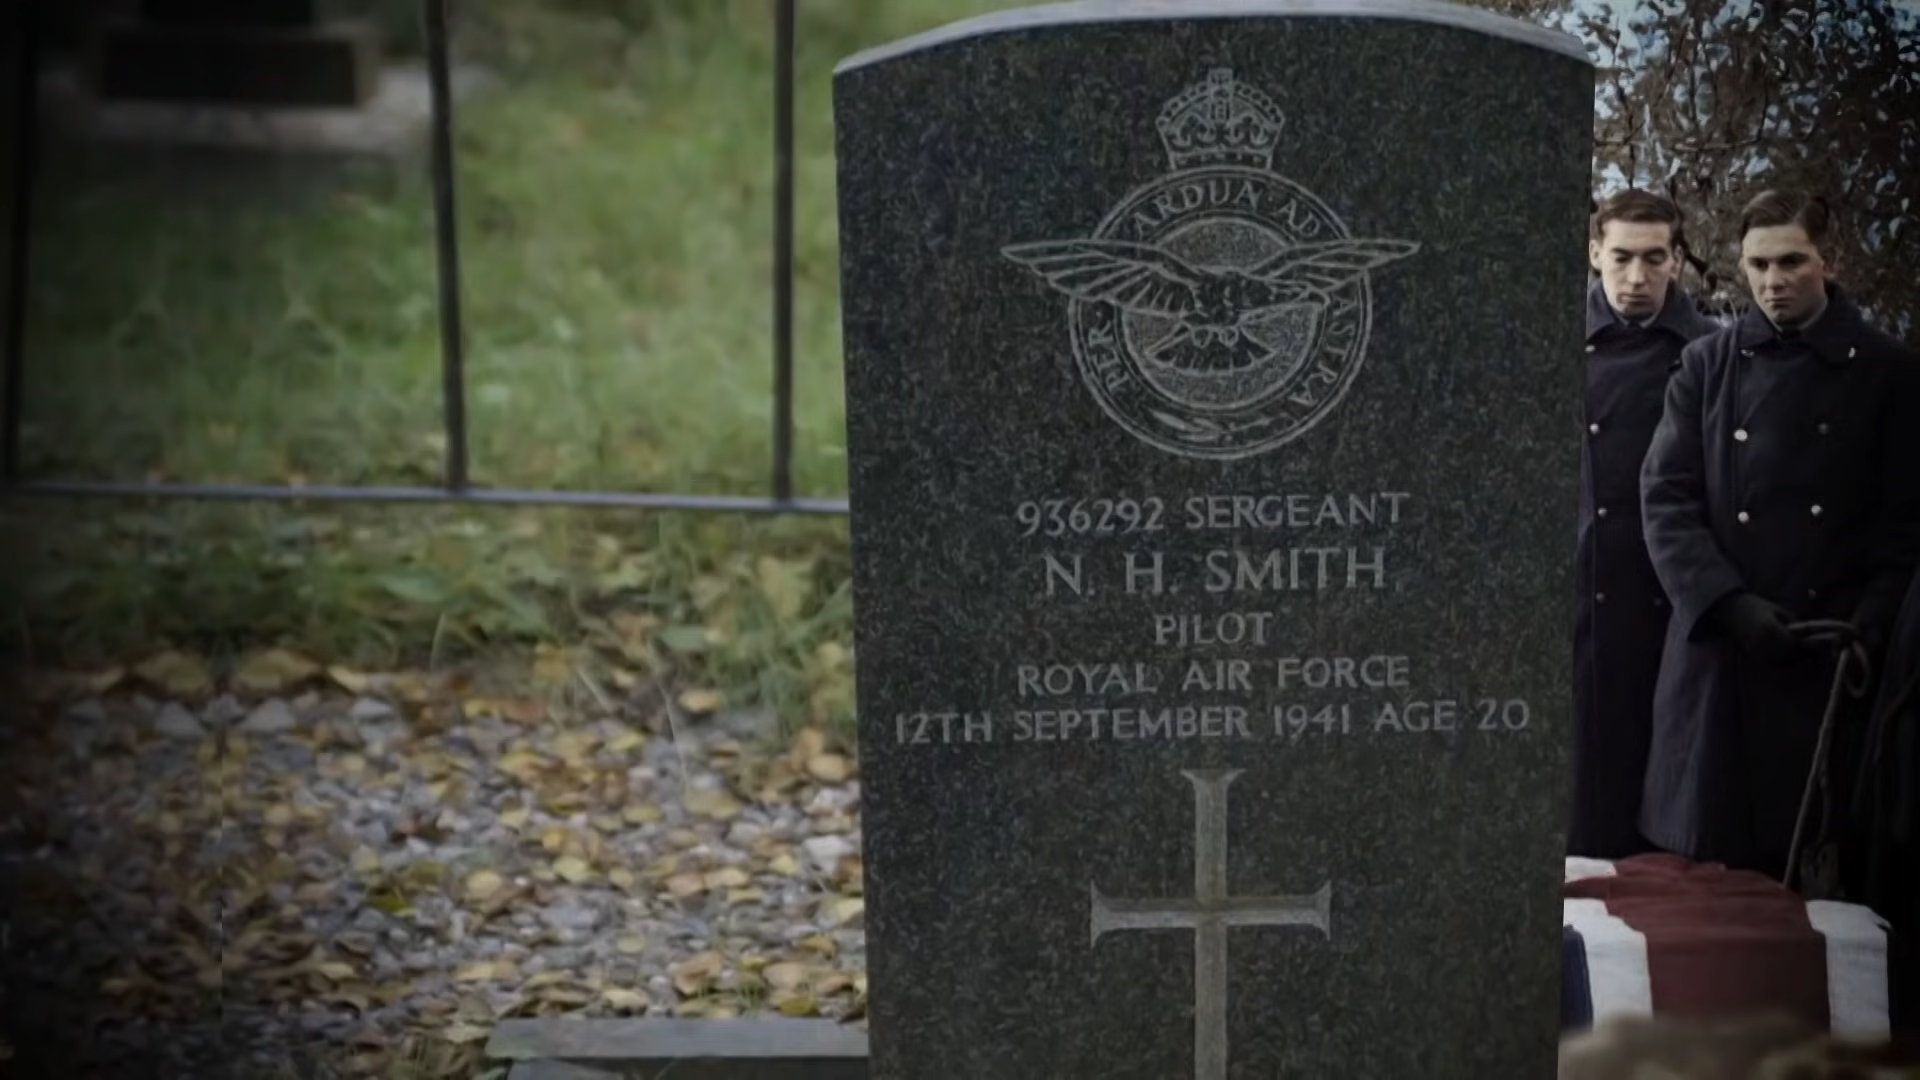 PER · ARDUA · AD ASTRA
936292 SERGEANT
N. H. SMITH
PILOT
ROYAL AIR FORCE
12TH SEPTEMBER 1941 AGE 20